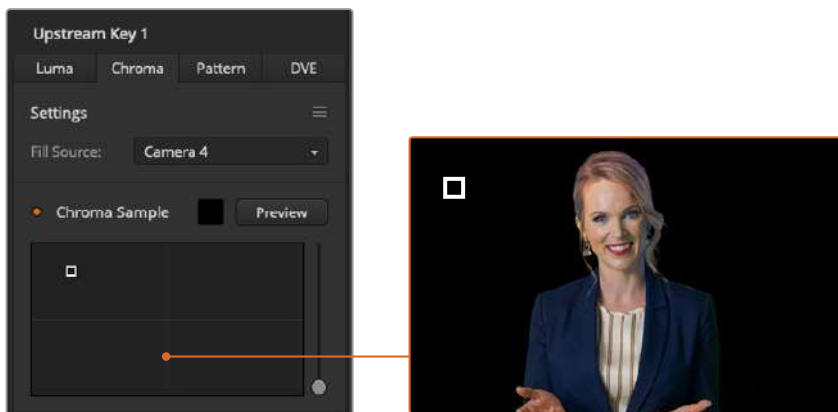 Upstream Key 1
Luma Chroma Pattern DVE
Settings
Fill Source: Camera 4
Chroma Sample Preview